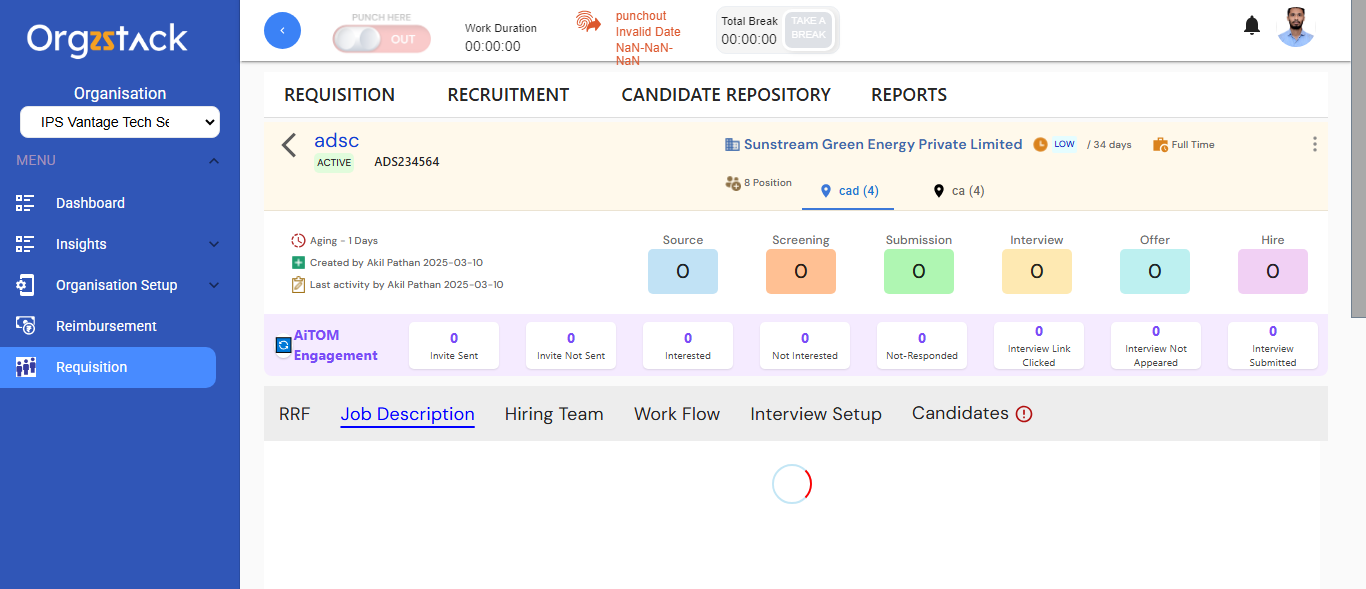 Orgzstack
Organisation
IPS Vantage Tech Se
MENU
Dashboard
Insights
Organisation Setup
Reimbursement
Requisition
PUNCH HERE
OUT
Work Duration
00:00:00
punchout
Invalid Date
NaN-NaN-
NaN
Total Break
00:00:00
TAKE A
BREAK
REQUISITION RECRUITMENT CANDIDATE REPOSITORY REPORTS
adsc
ACTIVE ADS234564
Sunstream Green Energy Private Limited LOW / 34 days Full Time
8 Position cad (4) ca (4)
Aging - 1 Days
Created by Akil Pathan 2025-03-10
Last activity by Akil Pathan 2025-03-10
Source Screening Submission Interview Offer Hire
0 0 0 0 0 0
AiTOM
Engagement
0
Invite Sent
0
Invite Not Sent
0
Interested
0
Not Interested
0
Not-Responded
0
Interview Link
Clicked
0
Interview Not
Appeared
0
Interview
Submitted
RRF Job Description Hiring Team Work Flow Interview Setup Candidates